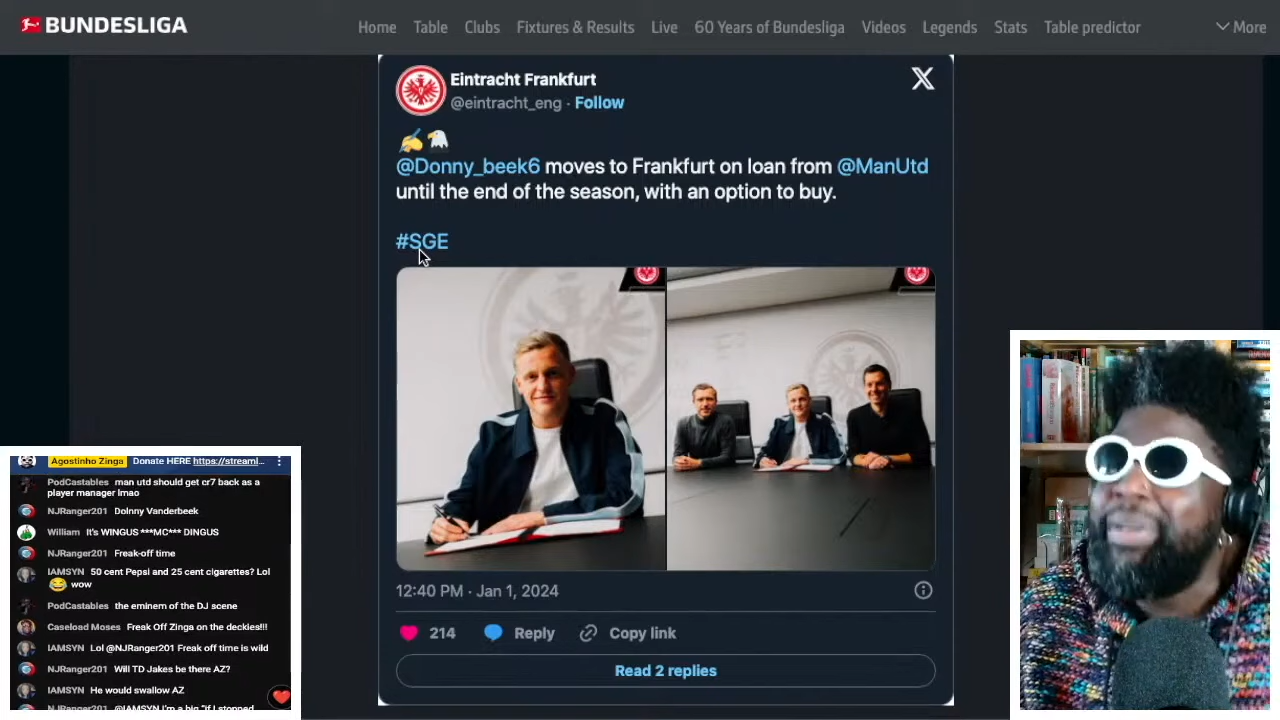 BUNDESLIGA
Home Table Clubs Fixtures & Results Live 60 Years of Bundesliga Videos Legends Stats Table predictor More
Eintracht Frankfurt
@eintracht_eng · Follow
X
✍️🦅
@Donny_beek6 moves to Frankfurt on loan from @ManUtd
until the end of the season, with an option to buy.
#SGE
12:40 PM · Jan 1, 2024
214 Reply Copy link
Read 2 replies
Agostinho Zinga Donate HERE https://streaml...
PodCastables man utd should get cr7 back as a
player manager lmao
NJRanger201 Dolnny Vanderbeek
William It's WINGUS ***MC*** DINGUS
NJRanger201 Freak-off time
IAMSYN 50 cent Pepsi and 25 cent cigarettes? Lol
😂 wow
PodCastables the eminem of the DJ scene
Caseload Moses Freak Off Zinga on the deckies!!!
IAMSYN Lol @NJRanger201 Freak off time is wild
NJRanger201 Will TD Jakes be there AZ?
IAMSYN He would swallow AZ
NJRanger201 @IAMSYN I'm a big "if I stopped